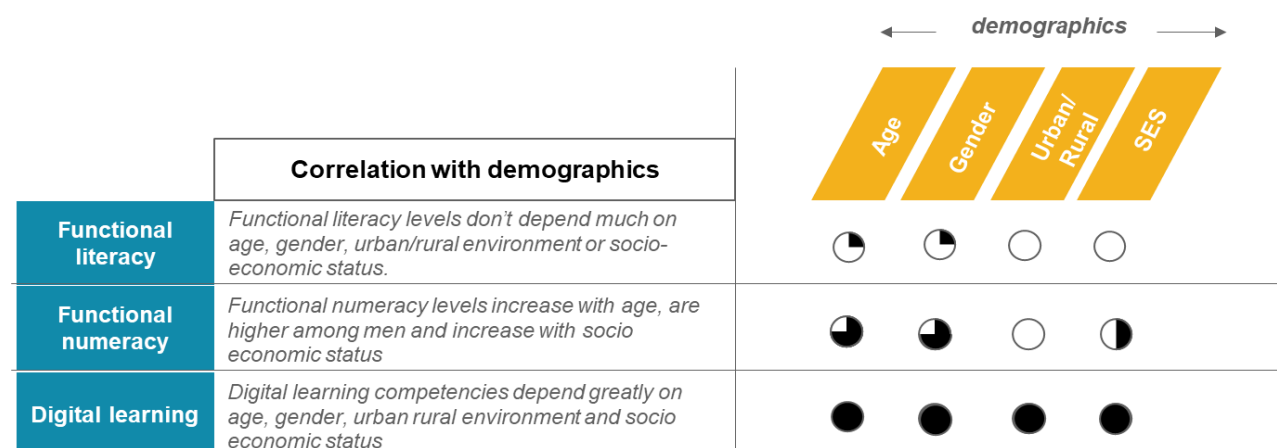 demographics
Age
Gender
Urban/
Rural
SES
Correlation with demographics
Functional
literacy
Functional literacy levels don’t depend much on
age, gender, urban/rural environment or socio-
economic status.
Functional
numeracy
Functional numeracy levels increase with age, are
higher among men and increase with socio
economic status
Digital learning
Digital learning competencies depend greatly on
age, gender, urban rural environment and socio
economic status